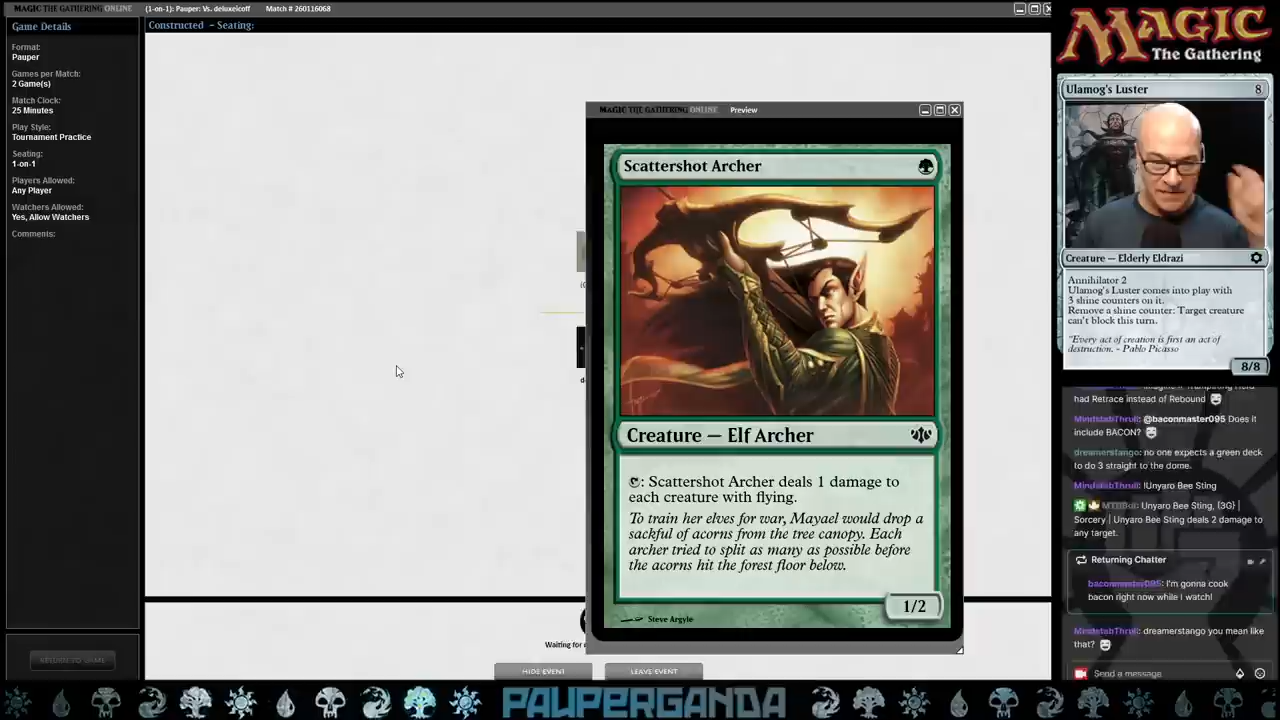 MAGIC THE GATHERING ONLINE (1-on-1): Pauper: Vs. deluxeicoff Match # 260116068
Game Details
Format:
Pauper
Games per Match:
2 Game(s)
Match Clock:
25 Minutes
Play Style:
Tournament Practice
Seating:
1-on-1
Players Allowed:
Any Player
Watchers Allowed:
Yes, Allow Watchers
Comments:
RETURN TO GAME
Constructed - Seating:
Waiting for
HIDE EVENT
LEAVE EVENT
MAGIC THE GATHERING ONLINE Preview
Scattershot Archer
Creature — Elf Archer
: Scattershot Archer deals 1 damage to
each creature with flying.
To train her elves for war, Mayael would drop a
sackful of acorns from the tree canopy. Each
archer tried to split as many as possible before
the acorns hit the forest floor below.
1/2
Steve Argyle
MAGIC
The Gathering
Ulamog's Luster 8
Creature — Elderly Eldrazi
Annihilator 2
Ulamog's Luster comes into play with
3 shine counters on it.
Remove a shine counter: Target creature
can't block this turn.
"Every act of creation is first an act of
destruction. - Pablo Picasso
8/8
had Retrace instead of Rebound
MindstabThrull: @baconmaster095 Does it
include BACON?
dreamerstango: no one expects a green deck
to do 3 straight to the dome.
MindstabThrull: !Unyaro Bee Sting
MTGBot: Unyaro Bee Sting, {3G} |
Sorcery | Unyaro Bee Sting deals 2 damage to
any target.
Returning Chatter
baconmaster095: I'm gonna cook
bacon right now while I watch!
MindstabThrull: dreamerstango you mean like
that?
Send a message
PAUPERGANDA